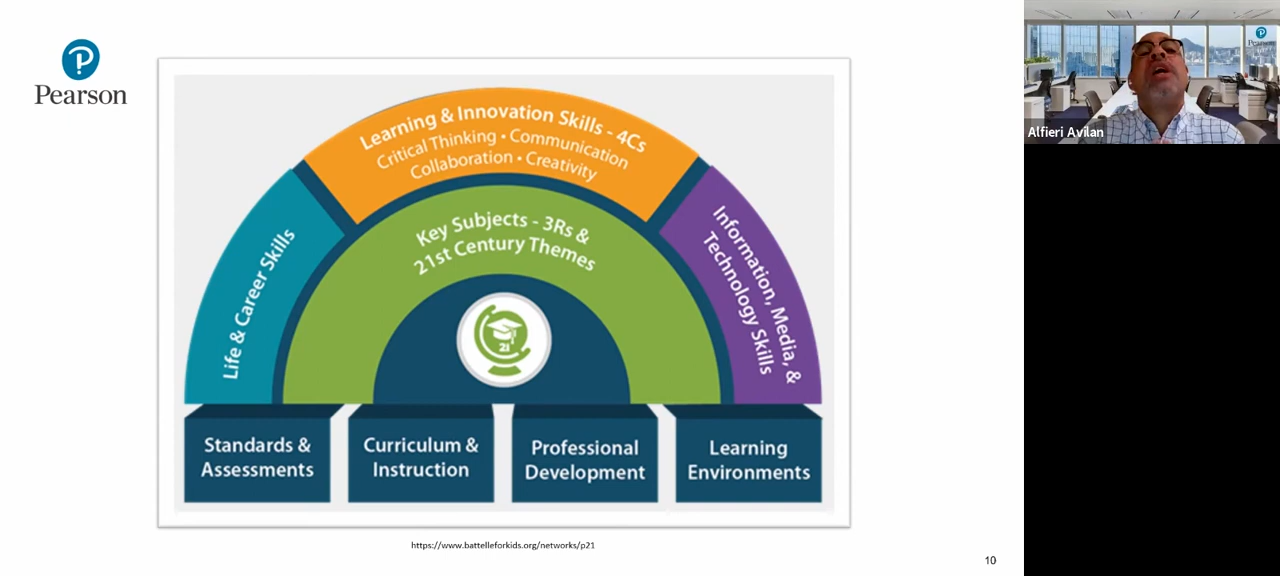 Pearson
Learning & Innovation Skills - 4Cs
Critical Thinking • Communication
Collaboration • Creativity
Life & Career Skills
Key Subjects - 3Rs &
21st Century Themes
Information, Media, &
Technology Skills
21
Standards &
Assessments
Curriculum &
Instruction
Professional
Development
Learning
Environments
https://www.battelleforkids.org/networks/p21
10
Pearson
Alfieri Avilan